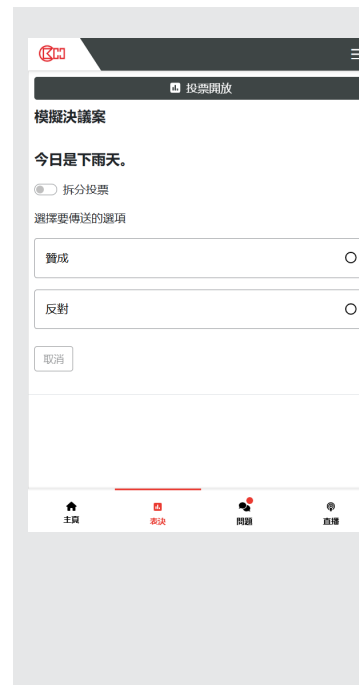 投票開放
模擬決議案
今日是下雨天。
拆分投票
選擇要傳送的選項
贊成
反對
取消
主頁
表決
問題
直播